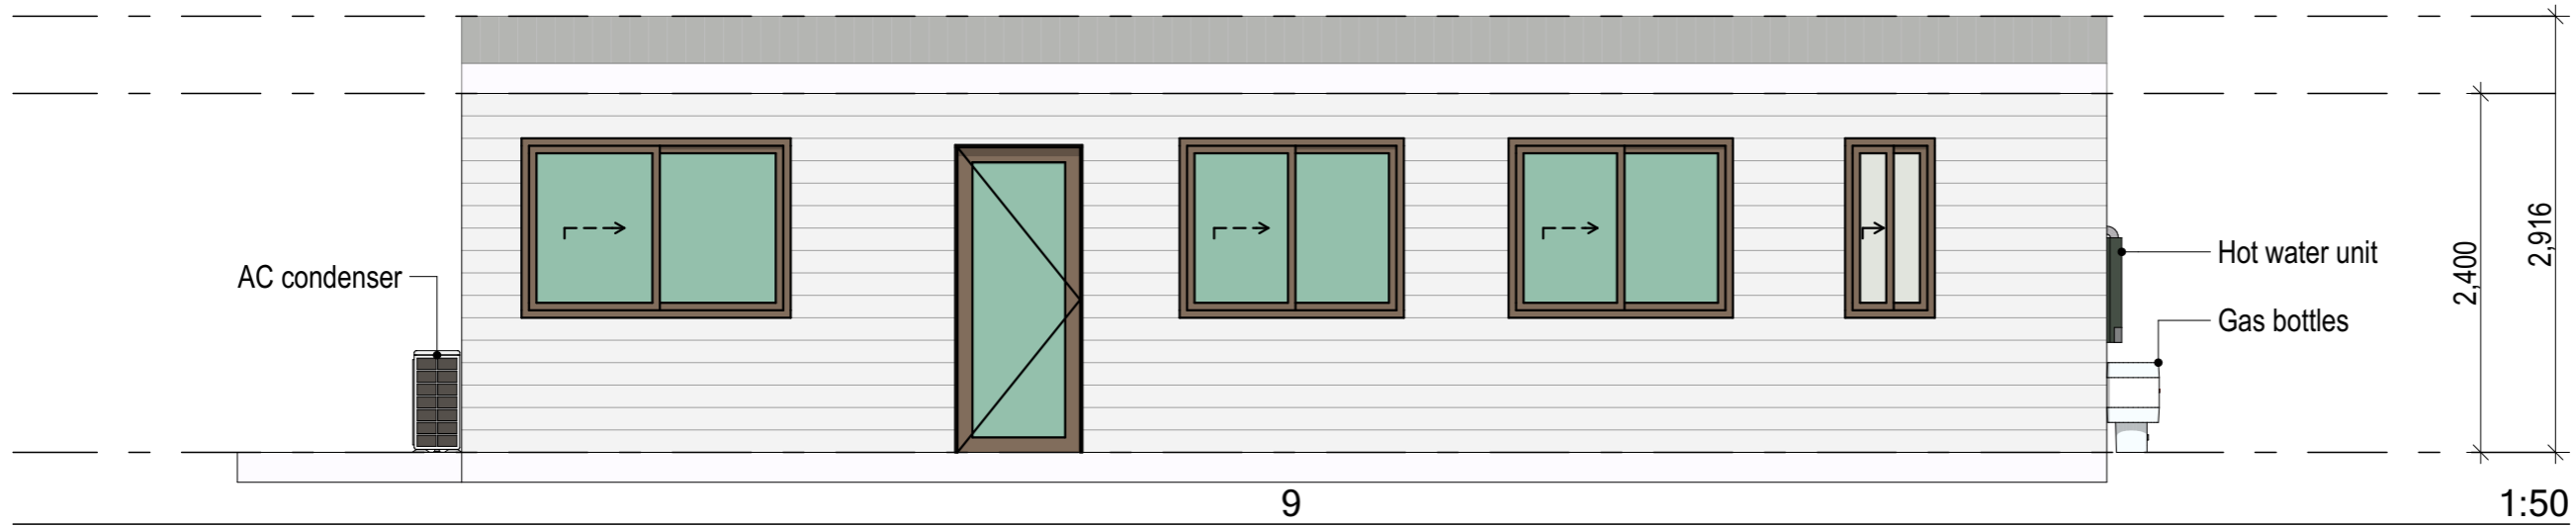 AC condenser
Hot water unit
Gas bottles
2,400
2,916
9
1:50